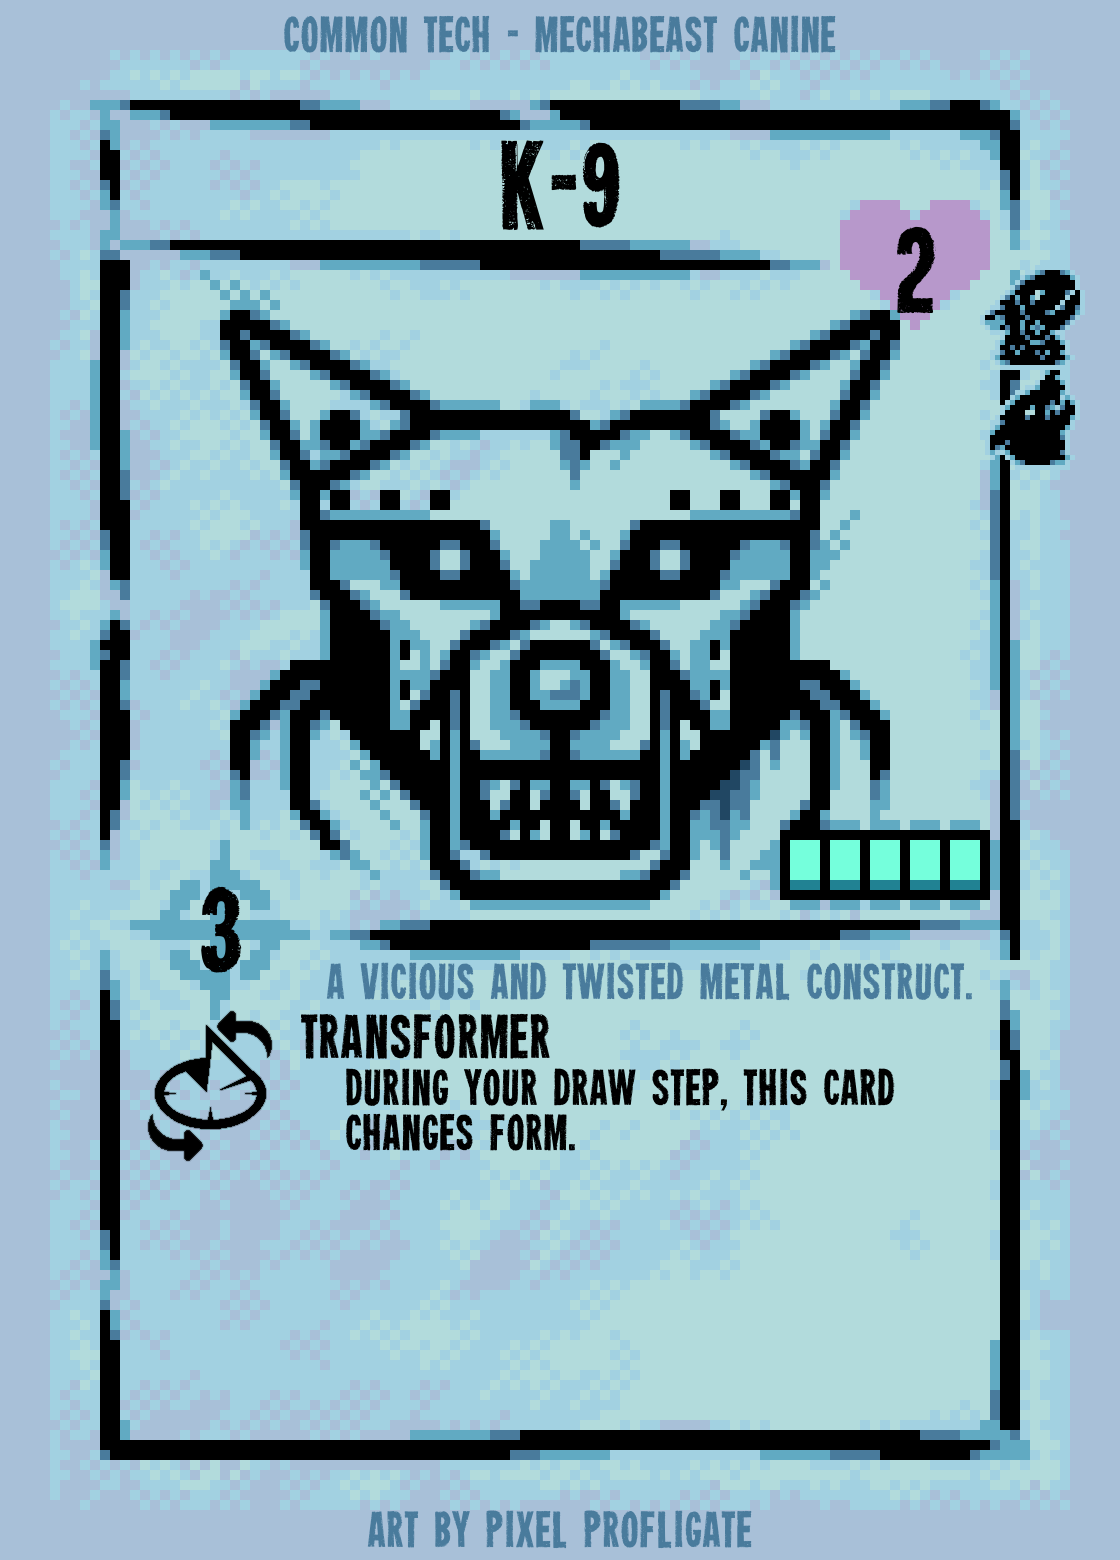 COMMON TECH - MECHABEAST CANINE
K-9
2
3
A VICIOUS AND TWISTED METAL CONSTRUCT.
TRANSFORMER
DURING YOUR DRAW STEP, THIS CARD
CHANGES FORM.
ART BY PIXEL PROFLIGATE